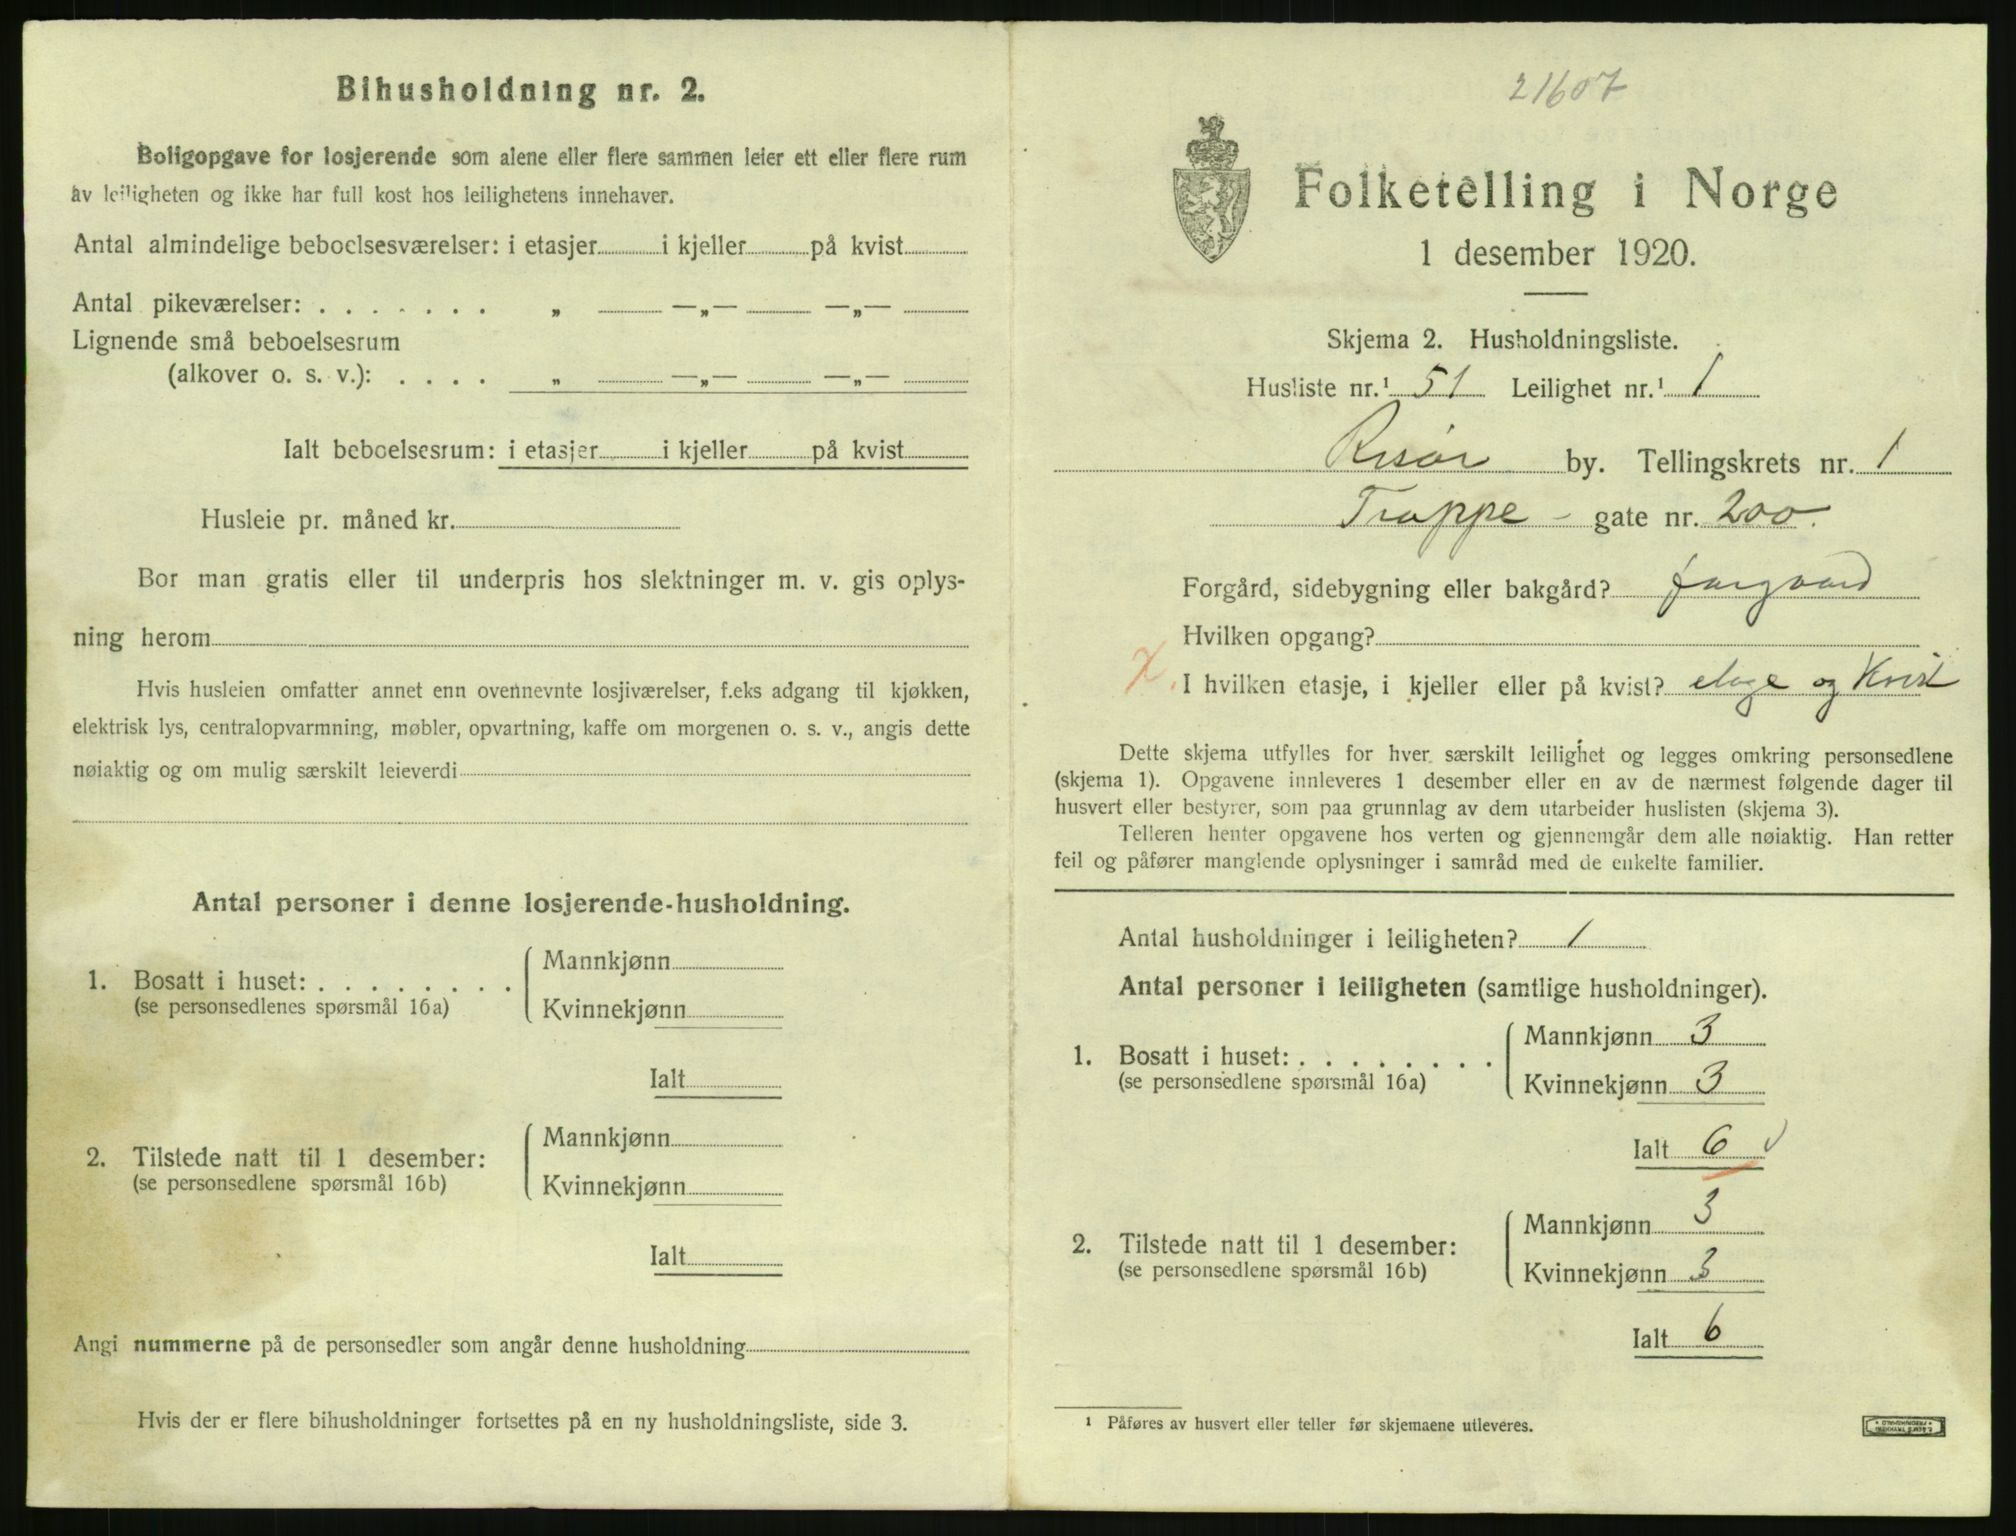 Bihusholdning nr. 2.
Boligopgave for losjerende som alene eller flere sammen leier ett eller flere rum
av leiligheten og ikke har full kost hos leilighetens innehaver.
Antal almindelige beboelsesværelser: i etasjer i kjeller på kvist
Antal pikeværelser: . . . . . . . „ —„— —„—
Lignende små beboelsesrum
(alkover o. s. v.): . . . . „ —„— —„—
Ialt beboelsesrum: i etasjer i kjeller på kvist
Husleie pr. måned kr.
Bor man gratis eller til underpris hos slektninger m. v. gis oplys-
ning herom
Hvis husleien omfatter annet enn ovennevnte losjiværelser, f.eks adgang til kjøkken,
elektrisk lys, centralopvarmning, møbler, opvartning, kaffe om morgenen o. s. v., angis dette
nøiaktig og om mulig særskilt leieverdi
Antal personer i denne losjerende-husholdning.
1. Bosatt i huset: . . . . . . . . Mannkjønn
(se personsedlenes spørsmål 16a) Kvinnekjønn
Ialt
2. Tilstede natt til 1 desember: Mannkjønn
(se personsedlene spørsmål 16b) Kvinnekjønn
Ialt
Angi nummerne på de personsedler som angår denne husholdning
Hvis der er flere bihusholdninger fortsettes på en ny husholdningsliste, side 3.
21607
Folketelling i Norge
1 desember 1920.
Skjema 2. Husholdningsliste.
Husliste nr.¹ 51 Leilighet nr.¹ 1
Risør by. Tellingskrets nr. 1
Trappe - gate nr. 200.
Forgård, sidebygning eller bakgård? forgaard
Hvilken opgang?
X. I hvilken etasje, i kjeller eller på kvist? etage og Kvist
Dette skjema utfylles for hver særskilt leilighet og legges omkring personsedlene
(skjema 1). Opgavene innleveres 1 desember eller en av de nærmest følgende dager til
husvert eller bestyrer, som paa grunnlag av dem utarbeider huslisten (skjema 3).
Telleren henter opgavene hos verten og gjennemgår dem alle nøiaktig. Han retter
feil og påfører manglende oplysninger i samråd med de enkelte familier.
Antal husholdninger i leiligheten? 1
Antal personer i leiligheten (samtlige husholdninger).
1. Bosatt i huset: . . . . . . . . Mannkjønn 3
(se personsedlene spørsmål 16a) Kvinnekjønn 3
Ialt 6
2. Tilstede natt til 1 desember: Mannkjønn 3
(se personsedlene spørsmål 16b) Kvinnekjønn 3
Ialt 6
¹ Påføres av husvert eller teller før skjemaene utleveres.